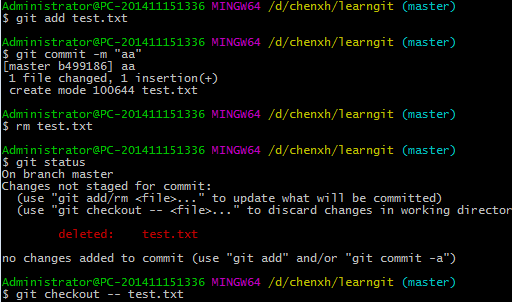 Administrator@PC-201411151336 MINGW64 /d/chenxh/learngit (master)
$ git add test.txt
Administrator@PC-201411151336 MINGW64 /d/chenxh/learngit (master)
$ git commit -m "aa"
[master b499186] aa
 1 file changed, 1 insertion(+)
 create mode 100644 test.txt
Administrator@PC-201411151336 MINGW64 /d/chenxh/learngit (master)
$ rm test.txt
Administrator@PC-201411151336 MINGW64 /d/chenxh/learngit (master)
$ git status
On branch master
Changes not staged for commit:
  (use "git add/rm <file>..." to update what will be committed)
  (use "git checkout -- <file>..." to discard changes in working director
        deleted:    test.txt
no changes added to commit (use "git add" and/or "git commit -a")
Administrator@PC-201411151336 MINGW64 /d/chenxh/learngit (master)
$ git checkout -- test.txt